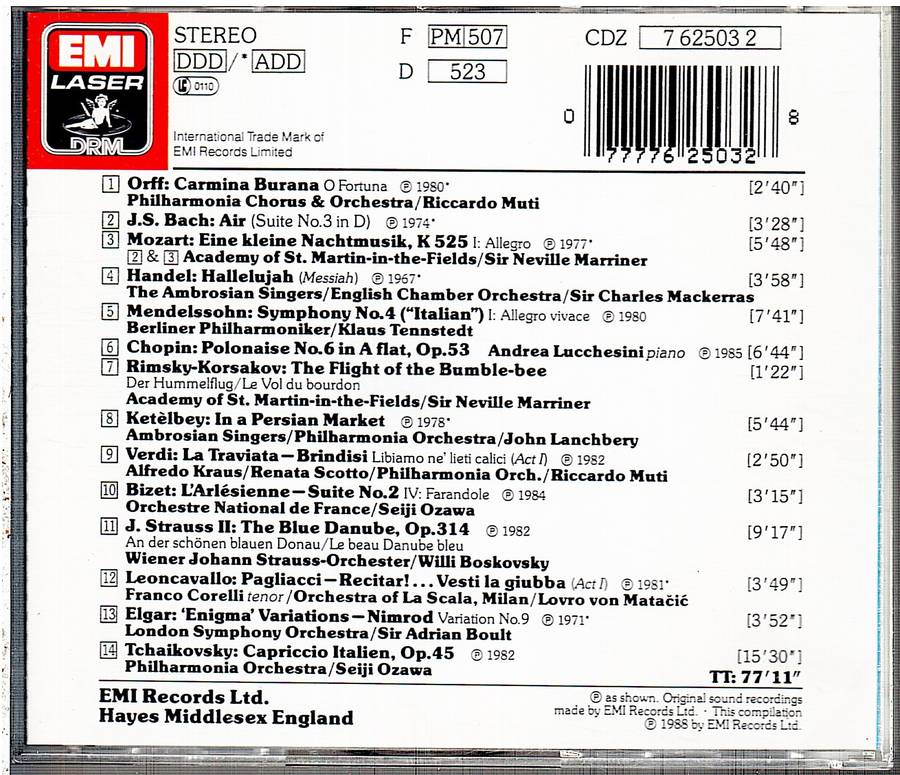 EMI
LASER
DRM
STEREO
DDD/*ADD
LC 0110
International Trade Mark of
EMI Records Limited
F PM 507
D 523
CDZ 7 62503 2
0 77776 25032 8
1 Orff: Carmina Burana O Fortuna ℗ 1980* [2'40"]
Philharmonia Chorus & Orchestra/Riccardo Muti
2 J.S. Bach: Air (Suite No.3 in D) ℗ 1974* [3'28"]
3 Mozart: Eine kleine Nachtmusik, K 525 I: Allegro ℗ 1977* [5'48"]
2 & 3 Academy of St. Martin-in-the-Fields/Sir Neville Marriner
4 Handel: Hallelujah (Messiah) ℗ 1967* [3'58"]
The Ambrosian Singers/English Chamber Orchestra/Sir Charles Mackerras
5 Mendelssohn: Symphony No.4 ("Italian") I: Allegro vivace ℗ 1980 [7'41"]
Berliner Philharmoniker/Klaus Tennstedt
6 Chopin: Polonaise No.6 in A flat, Op.53 Andrea Lucchesini piano ℗ 1985 [6'44"]
7 Rimsky-Korsakov: The Flight of the Bumble-bee [1'22"]
Der Hummelflug/Le Vol du bourdon
Academy of St. Martin-in-the-Fields/Sir Neville Marriner
8 Ketèlbey: In a Persian Market ℗ 1978* [5'44"]
Ambrosian Singers/Philharmonia Orchestra/John Lanchbery
9 Verdi: La Traviata – Brindisi Libiamo ne' lieti calici (Act I) ℗ 1982 [2'50"]
Alfredo Kraus/Renata Scotto/Philharmonia Orch./Riccardo Muti
10 Bizet: L'Arlésienne – Suite No.2 IV: Farandole ℗ 1984 [3'15"]
Orchestre National de France/Seiji Ozawa
11 J. Strauss II: The Blue Danube, Op.314 ℗ 1982 [9'17"]
An der schönen blauen Donau/Le beau Danube bleu
Wiener Johann Strauss-Orchester/Willi Boskovsky
12 Leoncavallo: Pagliacci – Recitar! ... Vesti la giubba (Act I) ℗ 1981* [3'49"]
Franco Corelli tenor/Orchestra of La Scala, Milan/Lovro von Matačić
13 Elgar: 'Enigma' Variations – Nimrod Variation No.9 ℗ 1971* [3'52"]
London Symphony Orchestra/Sir Adrian Boult
14 Tchaikovsky: Capriccio Italien, Op.45 ℗ 1982 [15'30"]
Philharmonia Orchestra/Seiji Ozawa
TT: 77'11"
EMI Records Ltd.
Hayes Middlesex England
℗ as shown. Original sound recordings
made by EMI Records Ltd. · This compilation
℗ 1988 by EMI Records Ltd.